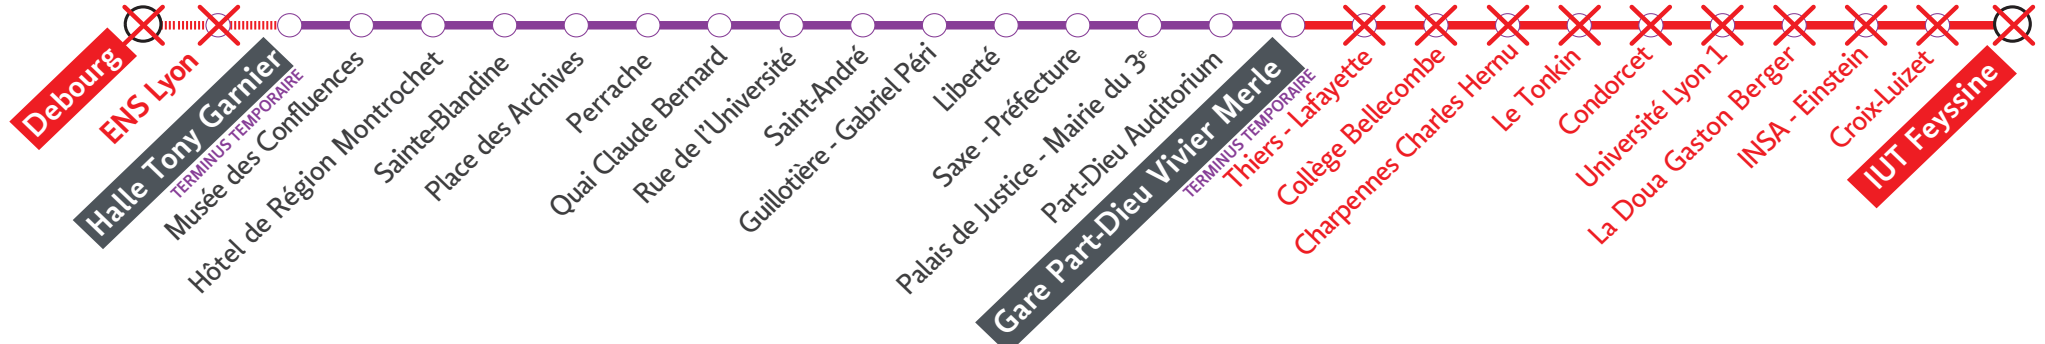 Debourg
ENS Lyon
Halle Tony Garnier
TERMINUS TEMPORAIRE
Musée des Confluences
Hôtel de Région Montrochet
Sainte-Blandine
Place des Archives
Perrache
Quai Claude Bernard
Rue de l'Université
Saint-André
Guillotière - Gabriel Péri
Liberté
Saxe - Préfecture
Palais de Justice - Mairie du 3e
Part-Dieu Auditorium
Gare Part-Dieu Vivier Merle
TERMINUS TEMPORAIRE
Thiers - Lafayette
Collège Bellecombe
Charpennes Charles Hernu
Le Tonkin
Condorcet
Université Lyon 1
La Doua Gaston Berger
INSA - Einstein
Croix-Luizet
IUT Feyssine